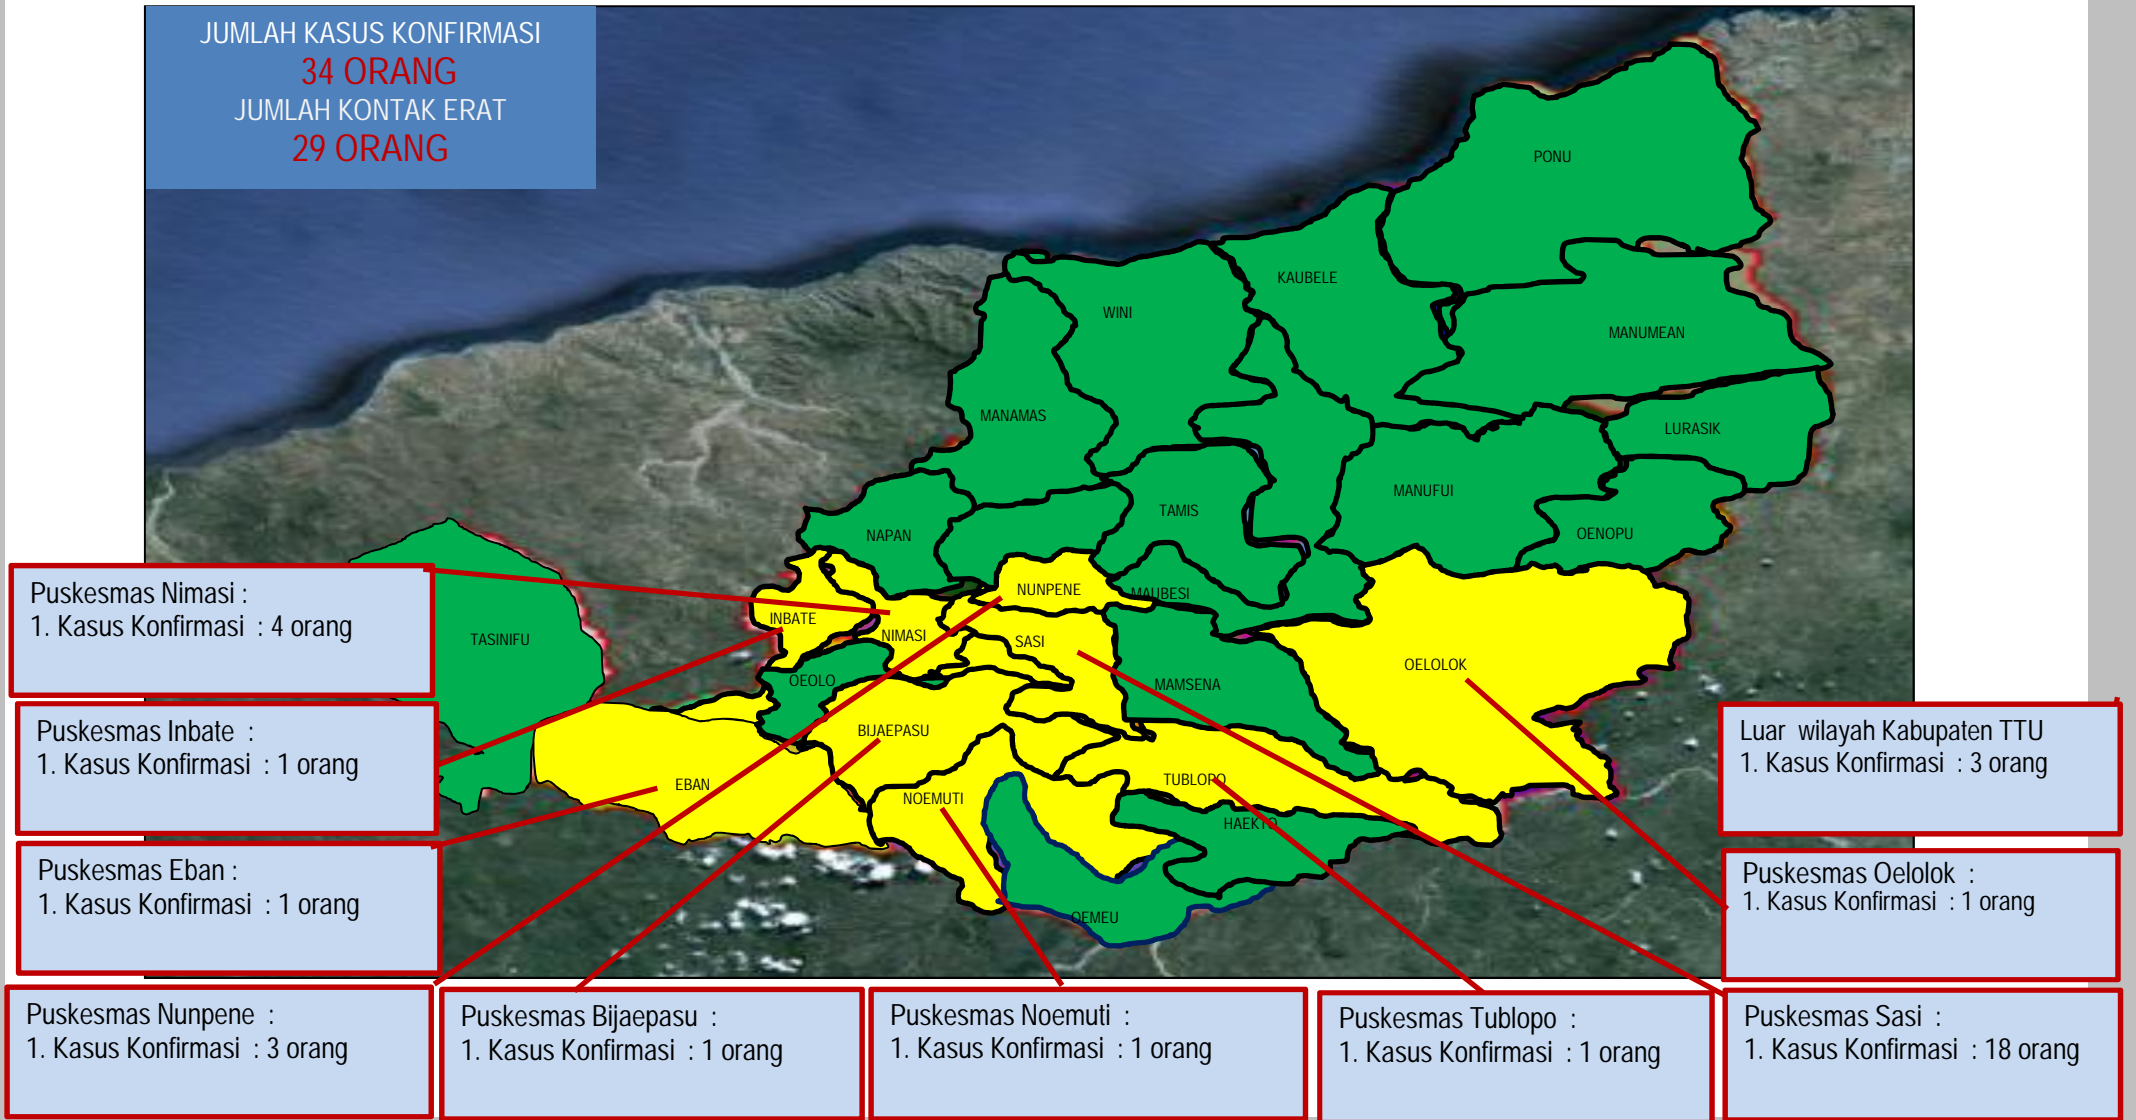 JUMLAH KASUS KONFIRMASI
34 ORANG
JUMLAH KONTAK ERAT
29 ORANG
PONU
KAUBELE
WINI
MANUMEAN
MANAMAS
LURASIK
MANUFUI
TAMIS
NAPAN
OENOPU
NUNPENE
MAUBESI
INBATE
NIMASI
SASI
TASINIFU
OELOLOK
OEOLO
MAMSENA
BIJAEPASU
EBAN
TUBLOPO
NOEMUTI
HAEKTO
OEMEU
Puskesmas Nimasi :
1. Kasus Konfirmasi : 4 orang
Puskesmas Inbate :
1. Kasus Konfirmasi : 1 orang
Puskesmas Eban :
1. Kasus Konfirmasi : 1 orang
Puskesmas Nunpene :
1. Kasus Konfirmasi : 3 orang
Puskesmas Bijaepasu :
1. Kasus Konfirmasi : 1 orang
Puskesmas Noemuti :
1. Kasus Konfirmasi : 1 orang
Puskesmas Tublopo :
1. Kasus Konfirmasi : 1 orang
Luar wilayah Kabupaten TTU
1. Kasus Konfirmasi : 3 orang
Puskesmas Oelolok :
1. Kasus Konfirmasi : 1 orang
Puskesmas Sasi :
1. Kasus Konfirmasi : 18 orang